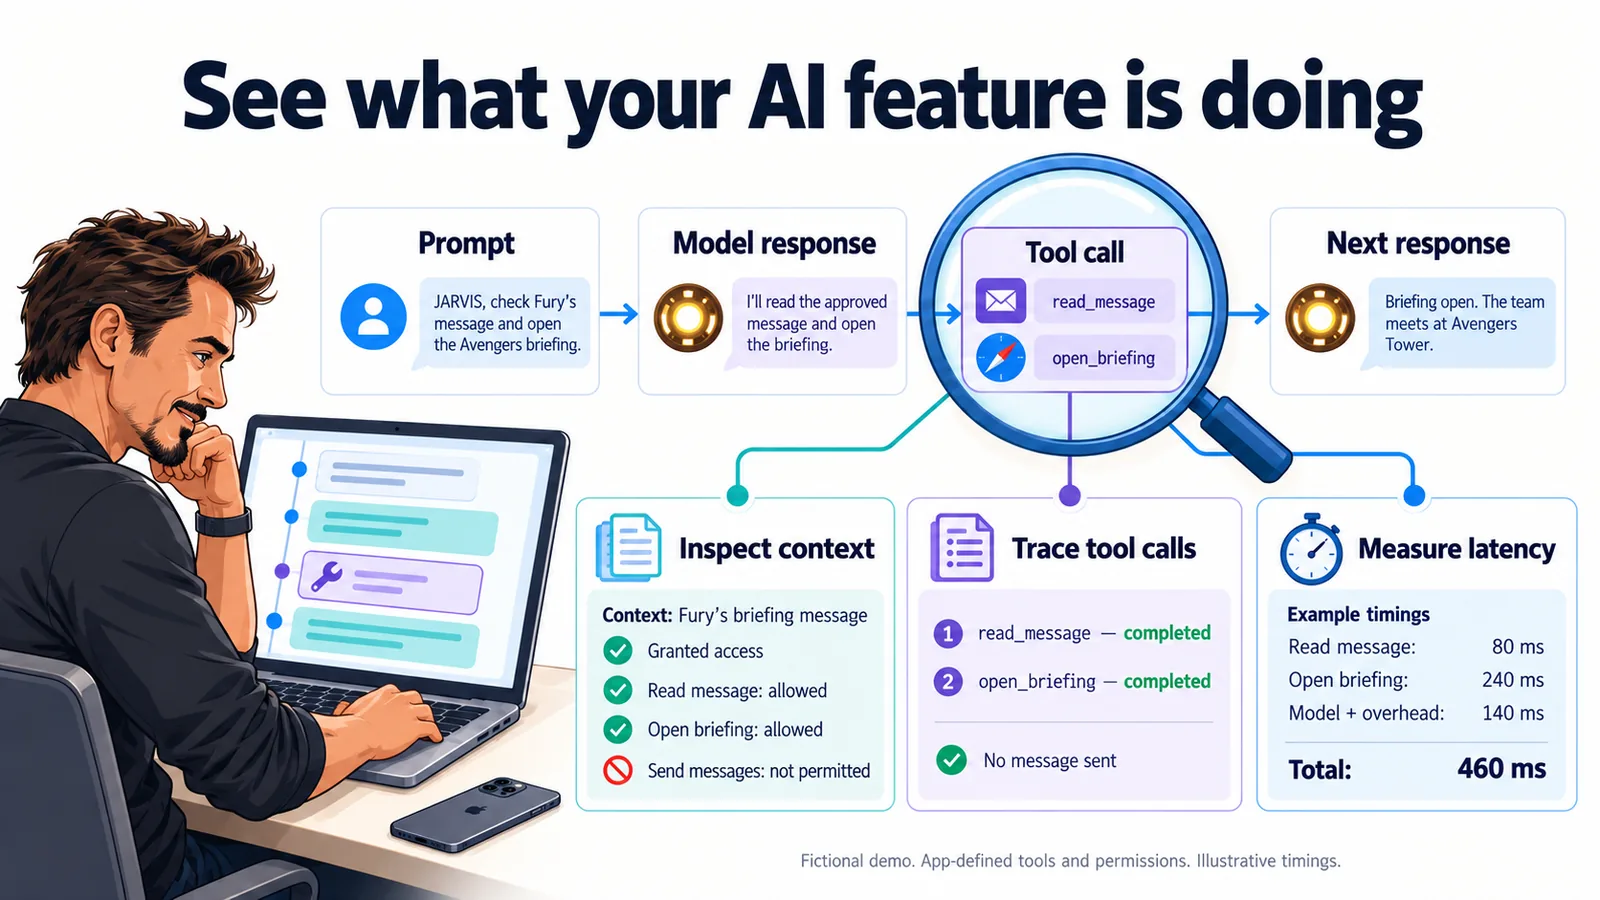 See what your AI feature is doing
Prompt
JARVIS, check Fury's
message and open
the Avengers briefing.
Model response
I'll read the approved
message and open
the briefing.
Tool call
read_message
open_briefing
Next response
Briefing open. The team
meets at Avengers
Tower.
Inspect context
Context: Fury's briefing message
Granted access
Read message: allowed
Open briefing: allowed
Send messages: not permitted
Trace tool calls
1 read_message — completed
2 open_briefing — completed
No message sent
Measure latency
Example timings
Read message: 80 ms
Open briefing: 240 ms
Model + overhead: 140 ms
Total: 460 ms
Fictional demo. App-defined tools and permissions. Illustrative timings.